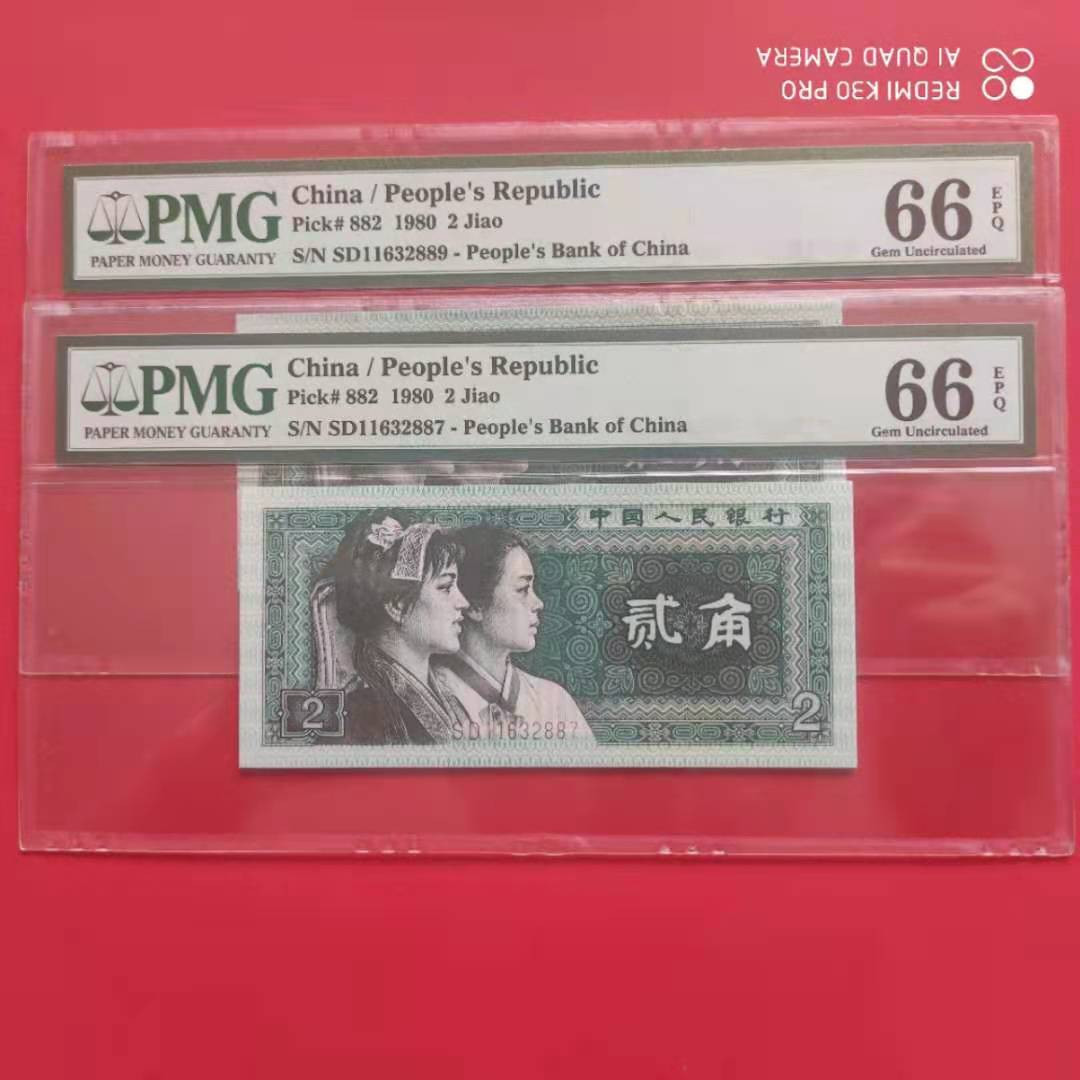 REDMI K30 PRO
AI QUAD CAMERA
PMG
PAPER MONEY GUARANTY
China / People's Republic
Pick# 882 1980 2 Jiao
S/N SD11632889 - People's Bank of China
66
EPQ
Gem Uncirculated
PMG
PAPER MONEY GUARANTY
China / People's Republic
Pick# 882 1980 2 Jiao
S/N SD11632887 - People's Bank of China
66
EPQ
Gem Uncirculated
中国人民银行
贰角
2
SD11632887
2